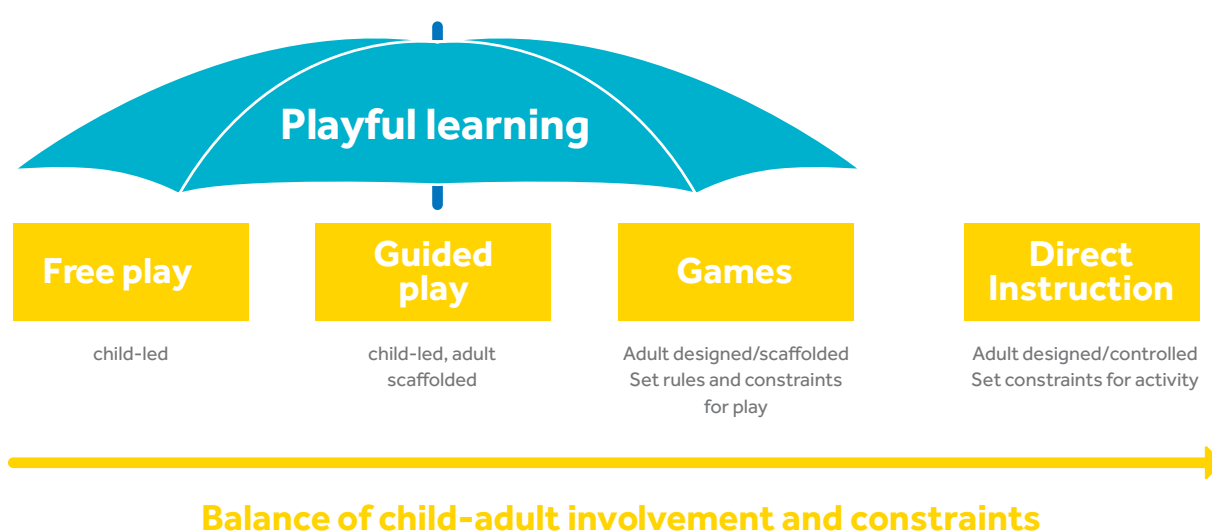 Playful learning
Free play
child-led
Guided
play
child-led, adult
scaffolded
Games
Adult designed/scaffolded
Set rules and constraints
for play
Direct
Instruction
Adult designed/controlled
Set constraints for activity
Balance of child-adult involvement and constraints